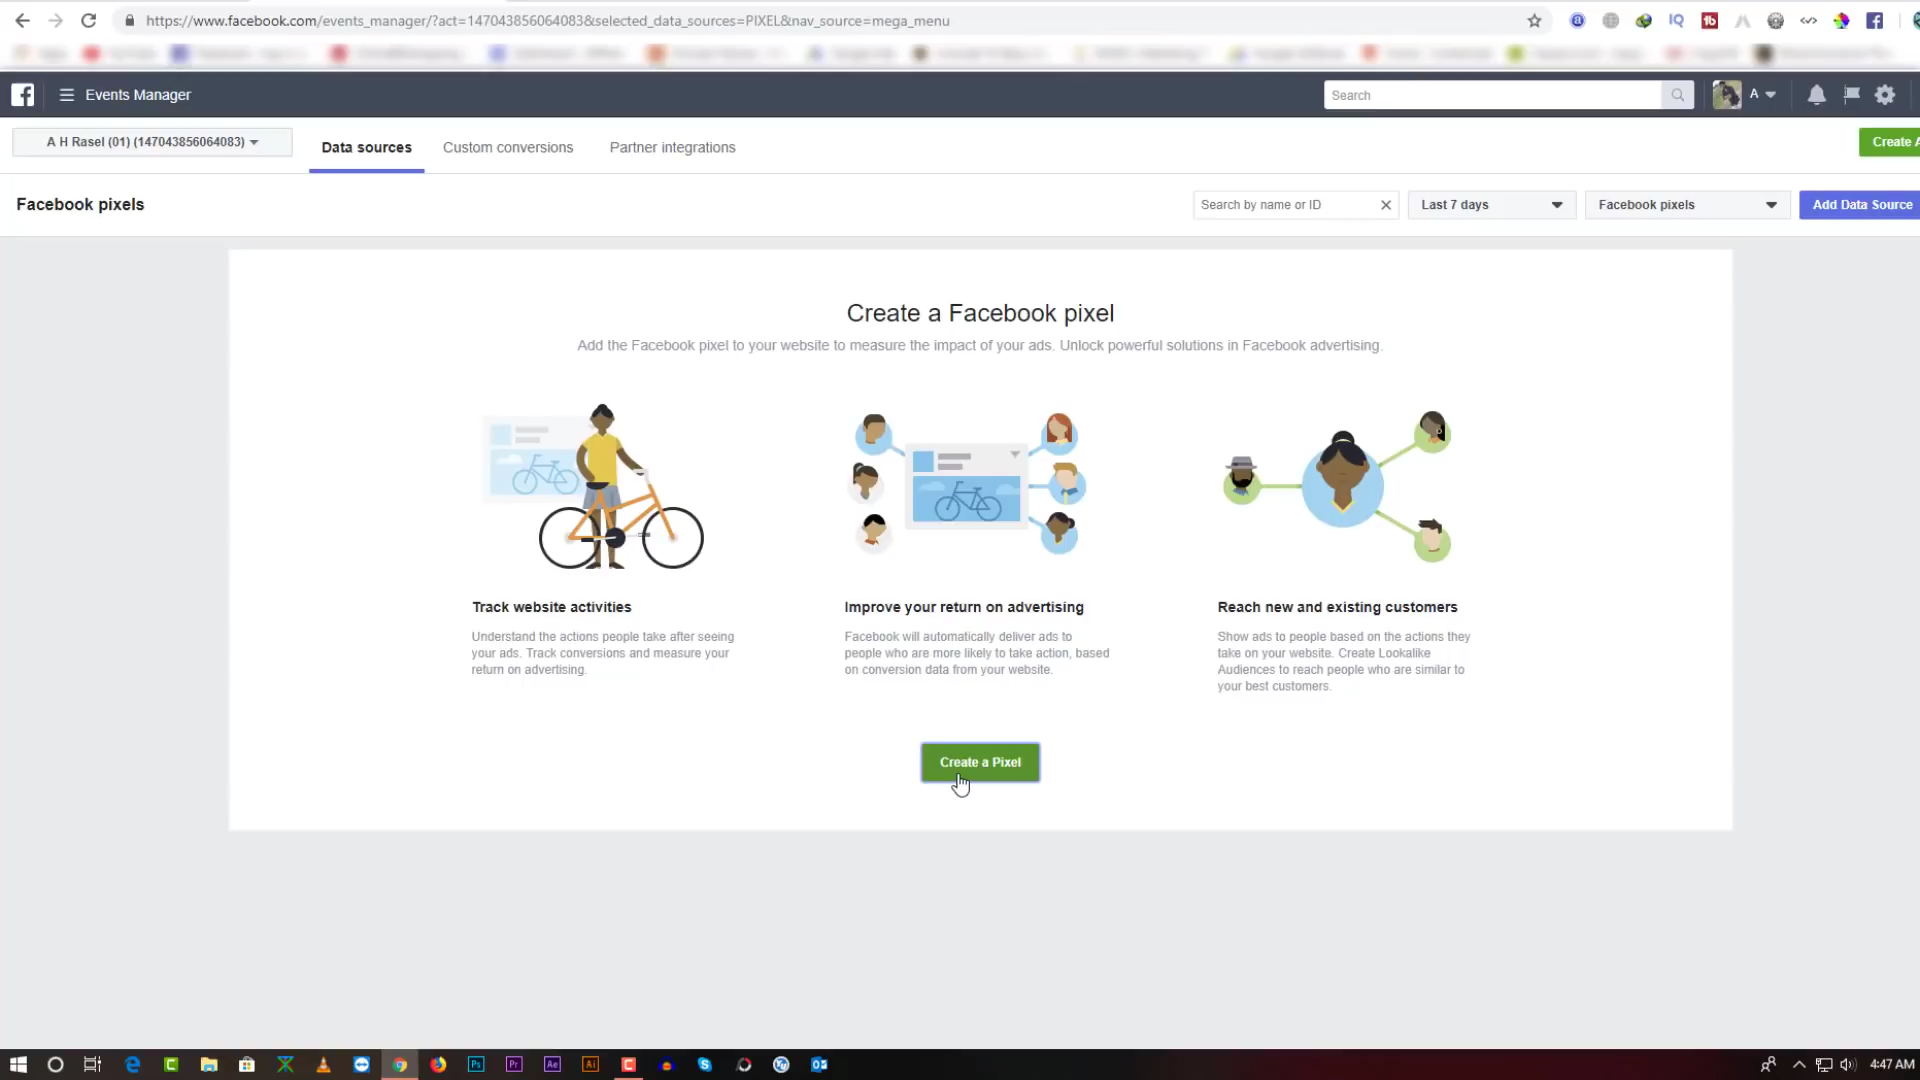 https://www.facebook.com/events_manager/?act=147043856064083&selected_data_sources=PIXEL&nav_source=mega_menu
Events Manager
Search
A
A H Rasel (01) (147043856064083)
Data sources
Custom conversions
Partner integrations
Create A
Facebook pixels
Search by name or ID
Last 7 days
Facebook pixels
Add Data Source
Create a Facebook pixel
Add the Facebook pixel to your website to measure the impact of your ads. Unlock powerful solutions in Facebook advertising.
Track website activities
Understand the actions people take after seeing
your ads. Track conversions and measure your
return on advertising.
Improve your return on advertising
Facebook will automatically deliver ads to
people who are more likely to take action, based
on conversion data from your website.
Reach new and existing customers
Show ads to people based on the actions they
take on your website. Create Lookalike
Audiences to reach people who are similar to
your best customers.
Create a Pixel
4:47 AM